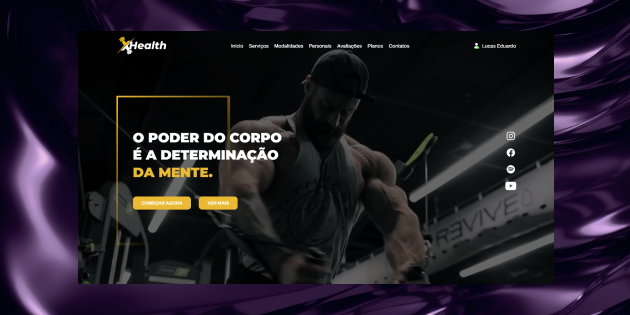 XHealth
Início Serviços Modalidades Personais Avaliações Planos Contatos
Lucas Eduardo
O PODER DO CORPO
É A DETERMINAÇÃO
DA MENTE.
COMEÇAR AGORA VER MAIS
REVIVE